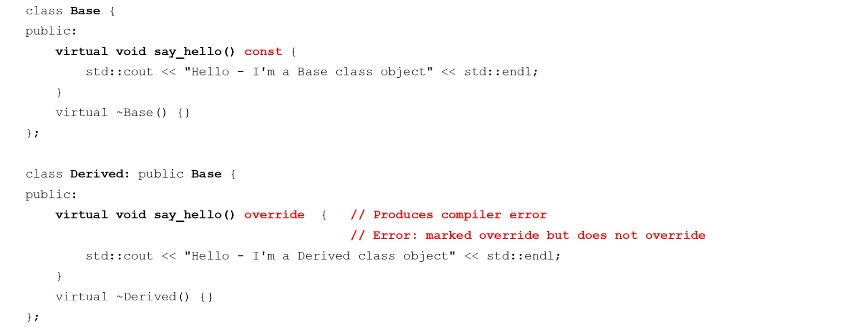 class Base {
public:
    virtual void say_hello() const {
        std::cout << "Hello - I'm a Base class object" << std::endl;
    }
    virtual ~Base() {}
};

class Derived: public Base {
public:
    virtual void say_hello() override  {   // Produces compiler error
                                           // Error: marked override but does not override
        std::cout << "Hello - I'm a Derived class object" << std::endl;
    }
    virtual ~Derived() {}
};